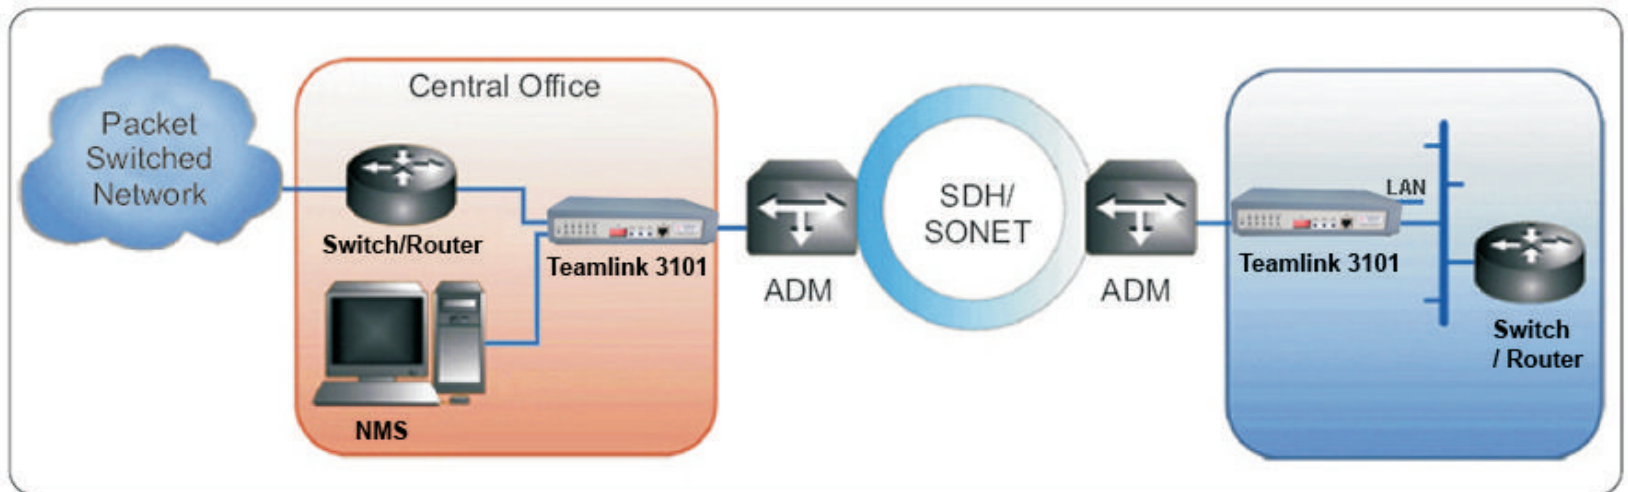 Packet
Switched
Network
Central Office
Switch/Router
Teamlink 3101
NMS
ADM
SDH/
SONET
ADM
LAN
Teamlink 3101
Switch
/ Router